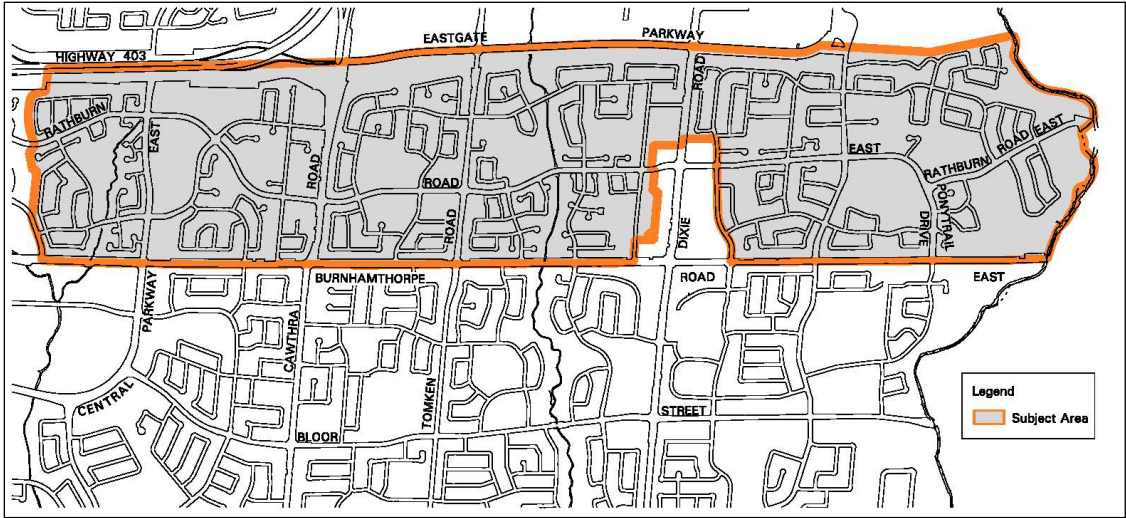 EASTGATE
PARKWAY
HIGHWAY 403
ROAD
RATHBURN
EAST
ROAD
ROAD
EAST
RATHBURN ROAD EAST
ROAD
PONYTRAIL
DRIVE
DIXIE
PARKWAY
BURNHAMTHORPE
ROAD
EAST
CAWTHRA
CENTRAL
TOMKEN
BLOOR
STREET
Legend
Subject Area